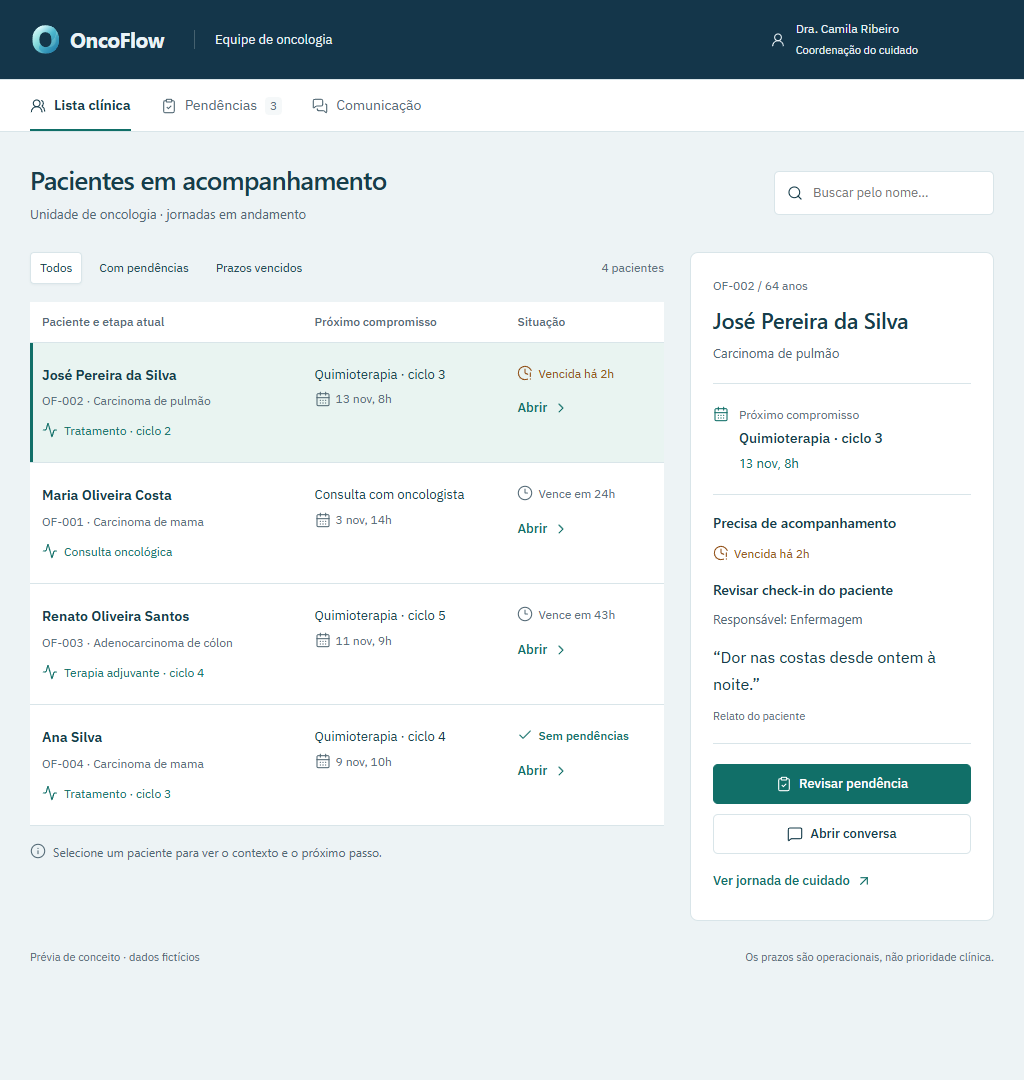 OncoFlow
Equipe de oncologia
Dra. Camila Ribeiro
Coordenação do cuidado
Lista clínica
Pendências 3
Comunicação
Pacientes em acompanhamento
Unidade de oncologia · jornadas em andamento
Buscar pelo nome...
Todos
Com pendências
Prazos vencidos
4 pacientes
Paciente e etapa atual
Próximo compromisso
Situação
José Pereira da Silva
OF-002 · Carcinoma de pulmão
Tratamento · ciclo 2
Quimioterapia · ciclo 3
13 nov, 8h
Vencida há 2h
Abrir
Maria Oliveira Costa
OF-001 · Carcinoma de mama
Consulta oncológica
Consulta com oncologista
3 nov, 14h
Vence em 24h
Abrir
Renato Oliveira Santos
OF-003 · Adenocarcinoma de cólon
Terapia adjuvante · ciclo 4
Quimioterapia · ciclo 5
11 nov, 9h
Vence em 43h
Abrir
Ana Silva
OF-004 · Carcinoma de mama
Tratamento · ciclo 3
Quimioterapia · ciclo 4
9 nov, 10h
Sem pendências
Abrir
Selecione um paciente para ver o contexto e o próximo passo.
OF-002 / 64 anos
José Pereira da Silva
Carcinoma de pulmão
Próximo compromisso
Quimioterapia · ciclo 3
13 nov, 8h
Precisa de acompanhamento
Vencida há 2h
Revisar check-in do paciente
Responsável: Enfermagem
“Dor nas costas desde ontem à
noite.”
Relato do paciente
Revisar pendência
Abrir conversa
Ver jornada de cuidado
Prévia de conceito · dados fictícios
Os prazos são operacionais, não prioridade clínica.